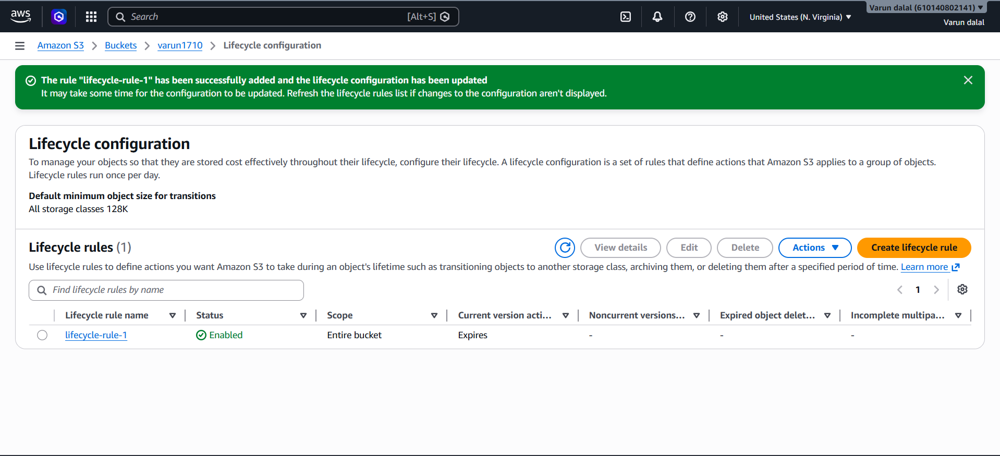 aws
Search
[Alt+S]
United States (N. Virginia)
Varun dalal (610140802141)
Varun dalal
Amazon S3
Buckets
varun1710
Lifecycle configuration
The rule "lifecycle-rule-1" has been successfully added and the lifecycle configuration has been updated
It may take some time for the configuration to be updated. Refresh the lifecycle rules list if changes to the configuration aren't displayed.
Lifecycle configuration
To manage your objects so that they are stored cost effectively throughout their lifecycle, configure their lifecycle. A lifecycle configuration is a set of rules that define actions that Amazon S3 applies to a group of objects.
Lifecycle rules run once per day.
Default minimum object size for transitions
All storage classes 128K
Lifecycle rules (1)
View details
Edit
Delete
Actions
Create lifecycle rule
Use lifecycle rules to define actions you want Amazon S3 to take during an object's lifetime such as transitioning objects to another storage class, archiving them, or deleting them after a specified period of time. Learn more
Find lifecycle rules by name
1
Lifecycle rule name
Status
Scope
Current version acti...
Noncurrent versions...
Expired object delet...
Incomplete multipa...
lifecycle-rule-1
Enabled
Entire bucket
Expires
-
-
-